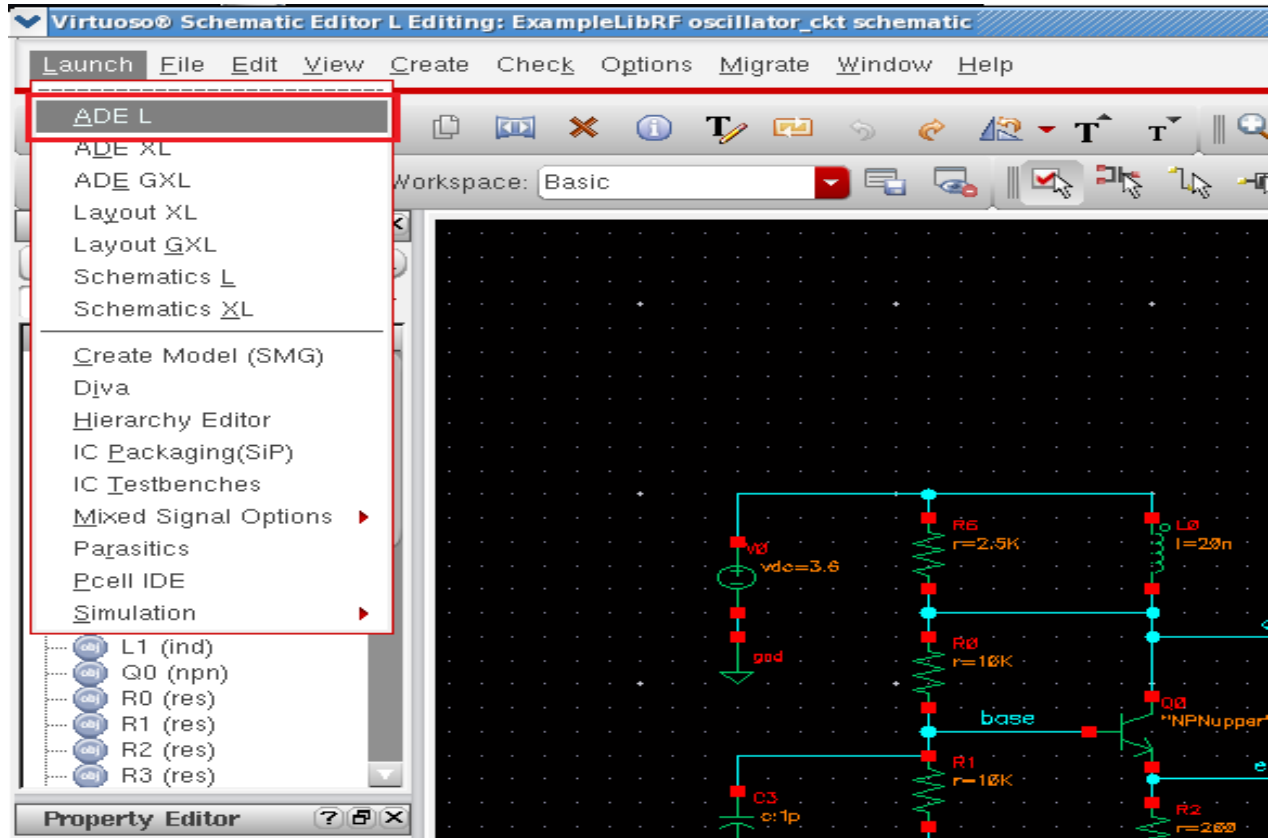 Virtuoso® Schematic Editor L Editing: ExampleLibRF oscillator_ckt schematic
Launch File Edit View Create Check Options Migrate Window Help
ADE L
ADE XL
ADE GXL
Layout XL
Layout GXL
Schematics L
Schematics XL
Create Model (SMG)
Diva
Hierarchy Editor
IC Packaging(SiP)
IC Testbenches
Mixed Signal Options
Parasitics
Pcell IDE
Simulation
Workspace: Basic
L1 (ind)
Q0 (npn)
R0 (res)
R1 (res)
R2 (res)
R3 (res)
Property Editor
V0
vdc=3.6
gnd
R6
r=2.5K
L0
l=20n
R0
r=10K
base
Q0
"NPNupper"
R1
r=10K
C3
c:1p
e
R2
r=200